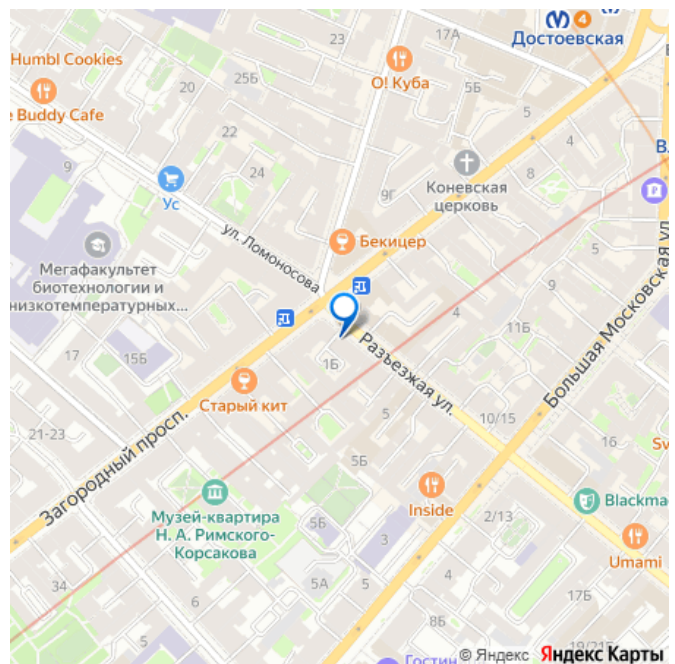 23
17А
4
Достоевская
Humbl Cookies
О! Куба
20
25Б
5Б
e Buddy Cafe
22
4
4
9
24
8
В.
Ус
9Г
Коневская
церковь
ул. Ломоносова
Бекицер
Мегафакультет
биотехнологии и
низкотемпературных...
9
17
15Б
1Б
Разъезжая ул.
11Б
Большая Московская ул.
Старый кит
5
10/15
21-23
16
Sv
Загородный просп.
5Б
Inside
Blackma
Музей-квартира
Н. А. Римского-
Корсакова
5Б
3
2/13
Umami
34
6
5А
4
17Б
5
8Б
Гостин
© Яндекс
Яндекс Карты